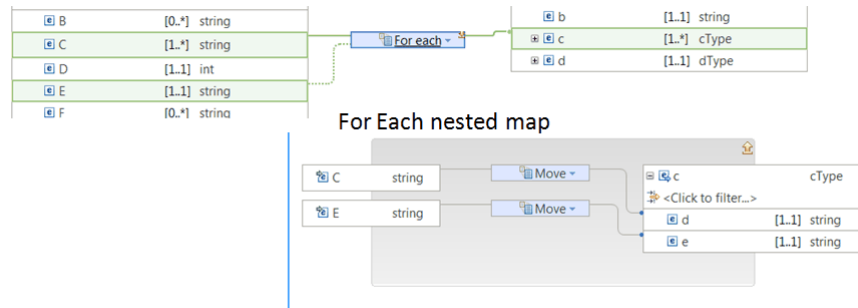 B [0..*] string
C [1..*] string
D [1..1] int
E [1..1] string
F [0..*] string
For each
b [1..1] string
c [1..*] cType
d [1..1] dType
For Each nested map
C string
E string
Move
Move
c cType
<Click to filter...>
d [1..1] string
e [1..1] string